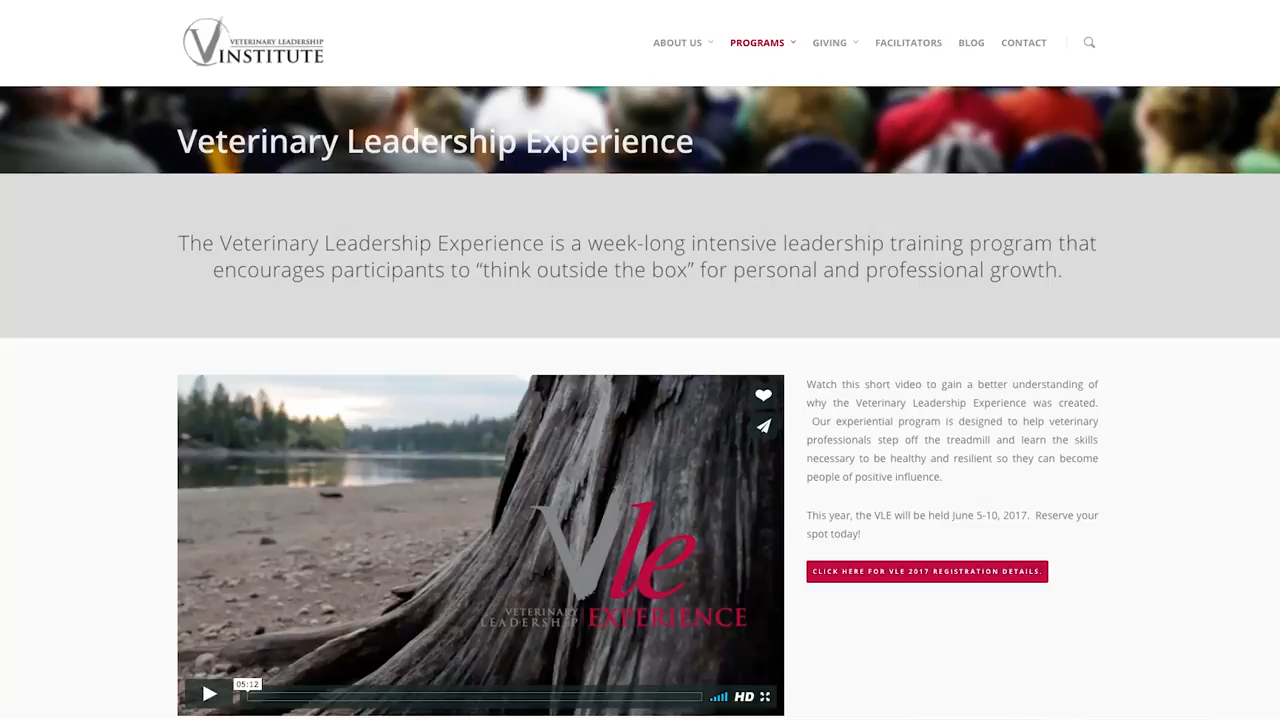 VETERINARY LEADERSHIP
VINSTITUTE
ABOUT US
PROGRAMS
GIVING
FACILITATORS
BLOG
CONTACT
Veterinary Leadership Experience
The Veterinary Leadership Experience is a week-long intensive leadership training program that
encourages participants to “think outside the box” for personal and professional growth.
Watch this short video to gain a better understanding of
why the Veterinary Leadership Experience was created.
Our experiential program is designed to help veterinary
professionals step off the treadmill and learn the skills
necessary to be healthy and resilient so they can become
people of positive influence.
This year, the VLE will be held June 5-10, 2017. Reserve your
spot today!
CLICK HERE FOR VLE 2017 REGISTRATION DETAILS.
Vle
VETERINARY
LEADERSHIP EXPERIENCE
05:12
HD